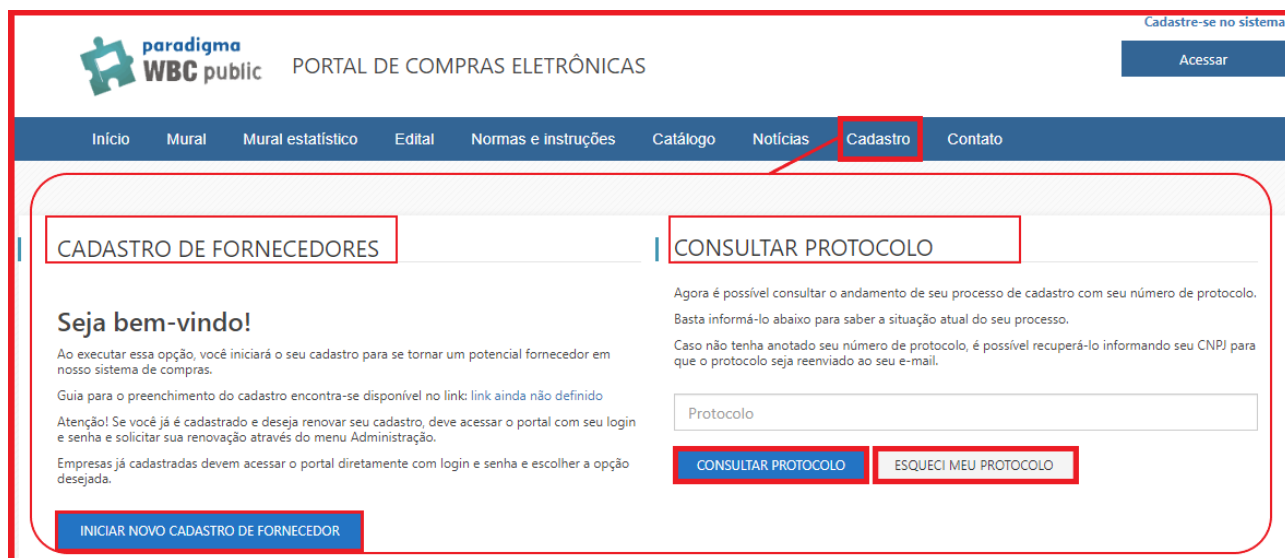 Cadastre-se no sistema
paradigma
WBC public
PORTAL DE COMPRAS ELETRÔNICAS
Acessar
Início Mural Mural estatístico Edital Normas e instruções Catálogo Notícias Cadastro Contato
CADASTRO DE FORNECEDORES
Seja bem-vindo!
Ao executar essa opção, você iniciará o seu cadastro para se tornar um potencial fornecedor em
nosso sistema de compras.
Guia para o preenchimento do cadastro encontra-se disponível no link: link ainda não definido
Atenção! Se você já é cadastrado e deseja renovar seu cadastro, deve acessar o portal com seu login
e senha e solicitar sua renovação através do menu Administração.
Empresas já cadastradas devem acessar o portal diretamente com login e senha e escolher a opção
desejada.
INICIAR NOVO CADASTRO DE FORNECEDOR
CONSULTAR PROTOCOLO
Agora é possível consultar o andamento de seu processo de cadastro com seu número de protocolo.
Basta informá-lo abaixo para saber a situação atual do seu processo.
Caso não tenha anotado seu número de protocolo, é possível recuperá-lo informando seu CNPJ para
que o protocolo seja reenviado ao seu e-mail.
Protocolo
CONSULTAR PROTOCOLO
ESQUECI MEU PROTOCOLO